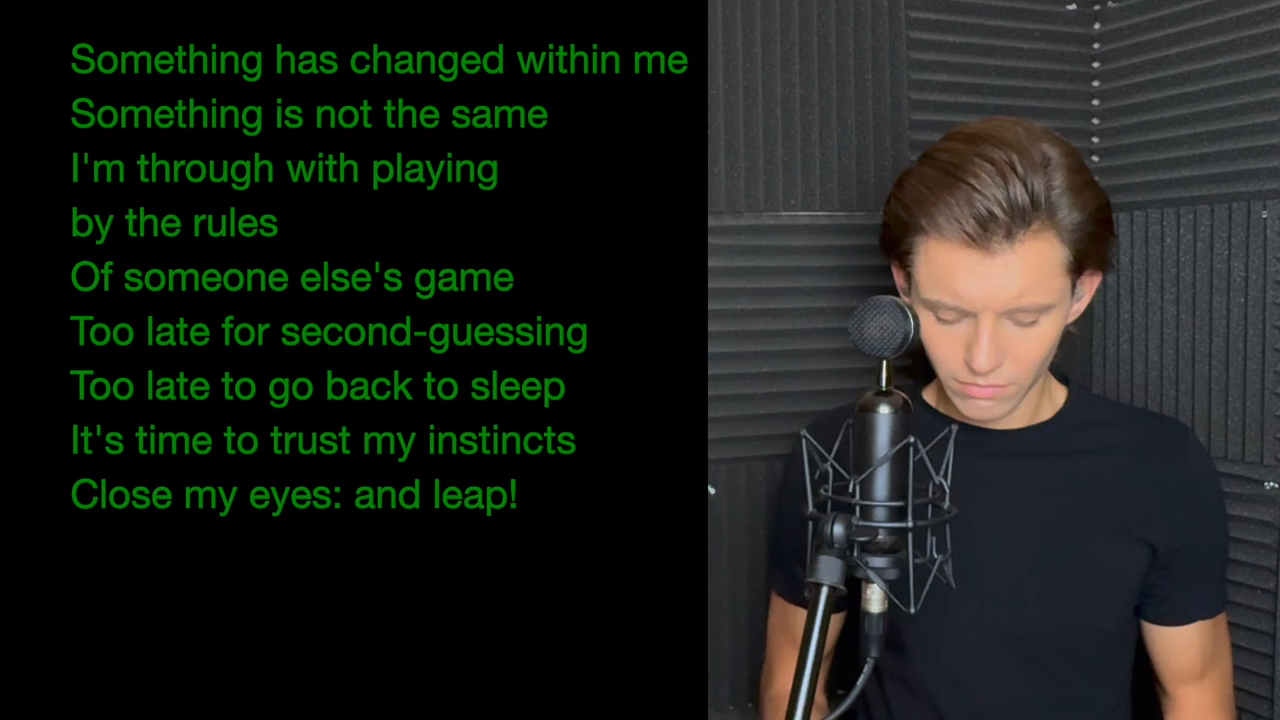 Something has changed within me
Something is not the same
I'm through with playing
by the rules
Of someone else's game
Too late for second-guessing
Too late to go back to sleep
It's time to trust my instincts
Close my eyes: and leap!